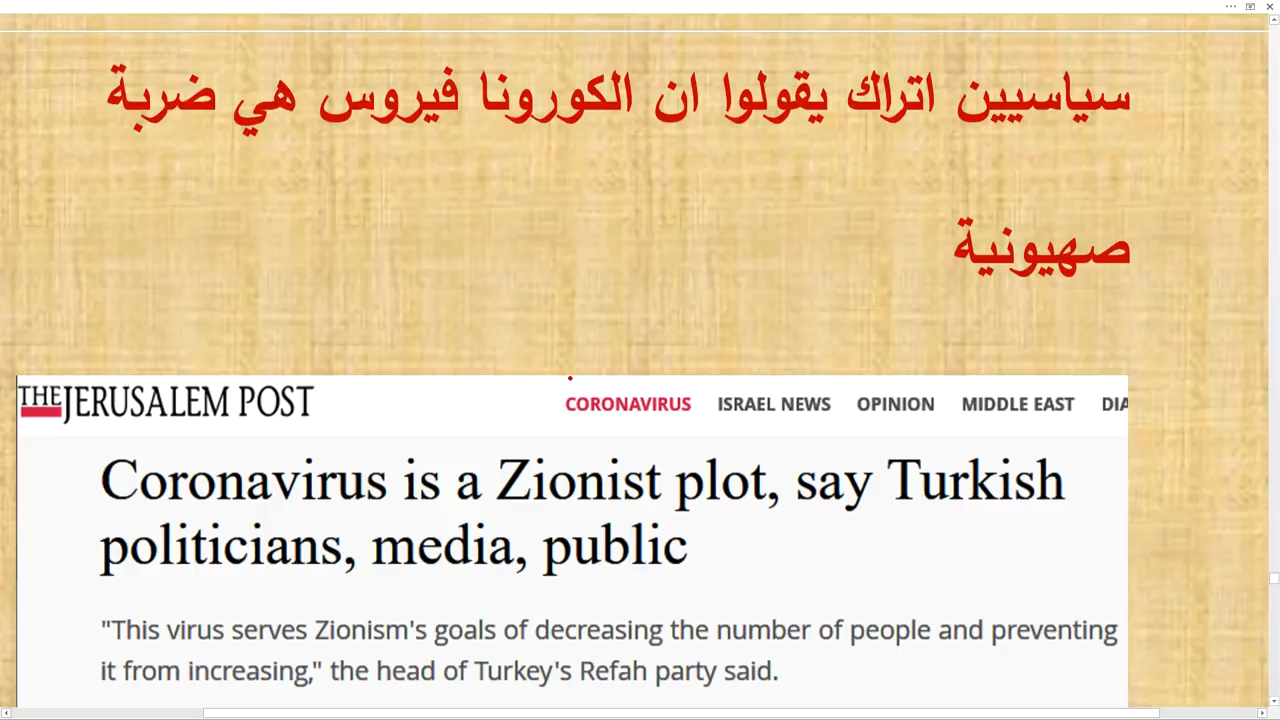 سياسيين اتراك يقولوا ان الكورونا فيروس هي ضربة
صهيونية
THE JERUSALEM POST
CORONAVIRUS ISRAEL NEWS OPINION MIDDLE EAST DIA
Coronavirus is a Zionist plot, say Turkish
politicians, media, public
"This virus serves Zionism's goals of decreasing the number of people and preventing
it from increasing," the head of Turkey's Refah party said.